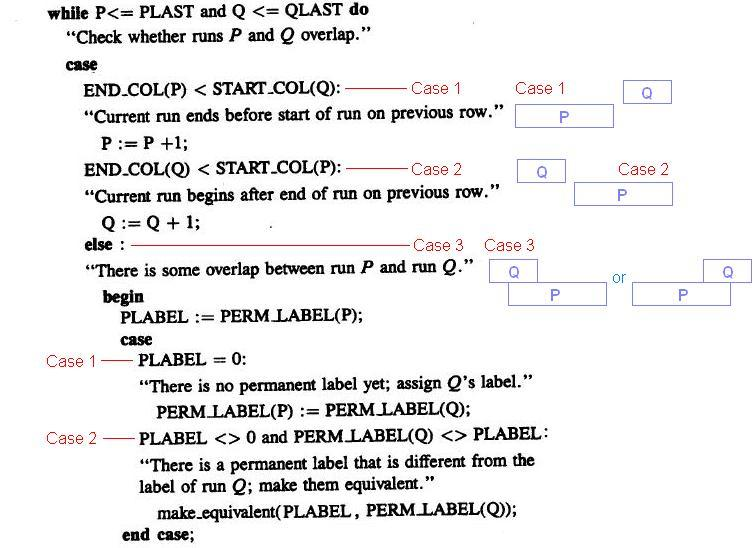 while P<= PLAST and Q <= QLAST do
"Check whether runs P and Q overlap."
case
END_COL(P) < START_COL(Q): Case 1 Case 1 Q
"Current run ends before start of run on previous row." P
P := P +1;
END_COL(Q) < START_COL(P): Case 2 Q Case 2
"Current run begins after end of run on previous row." P
Q := Q + 1;
else : Case 3 Case 3
"There is some overlap between run P and run Q." Q or Q
begin P P
PLABEL := PERM_LABEL(P);
case
Case 1 PLABEL = 0:
"There is no permanent label yet; assign Q's label."
PERM_LABEL(P) := PERM_LABEL(Q);
Case 2 PLABEL <> 0 and PERM_LABEL(Q) <> PLABEL:
"There is a permanent label that is different from the
label of run Q; make them equivalent."
make_equivalent(PLABEL, PERM_LABEL(Q));
end case;